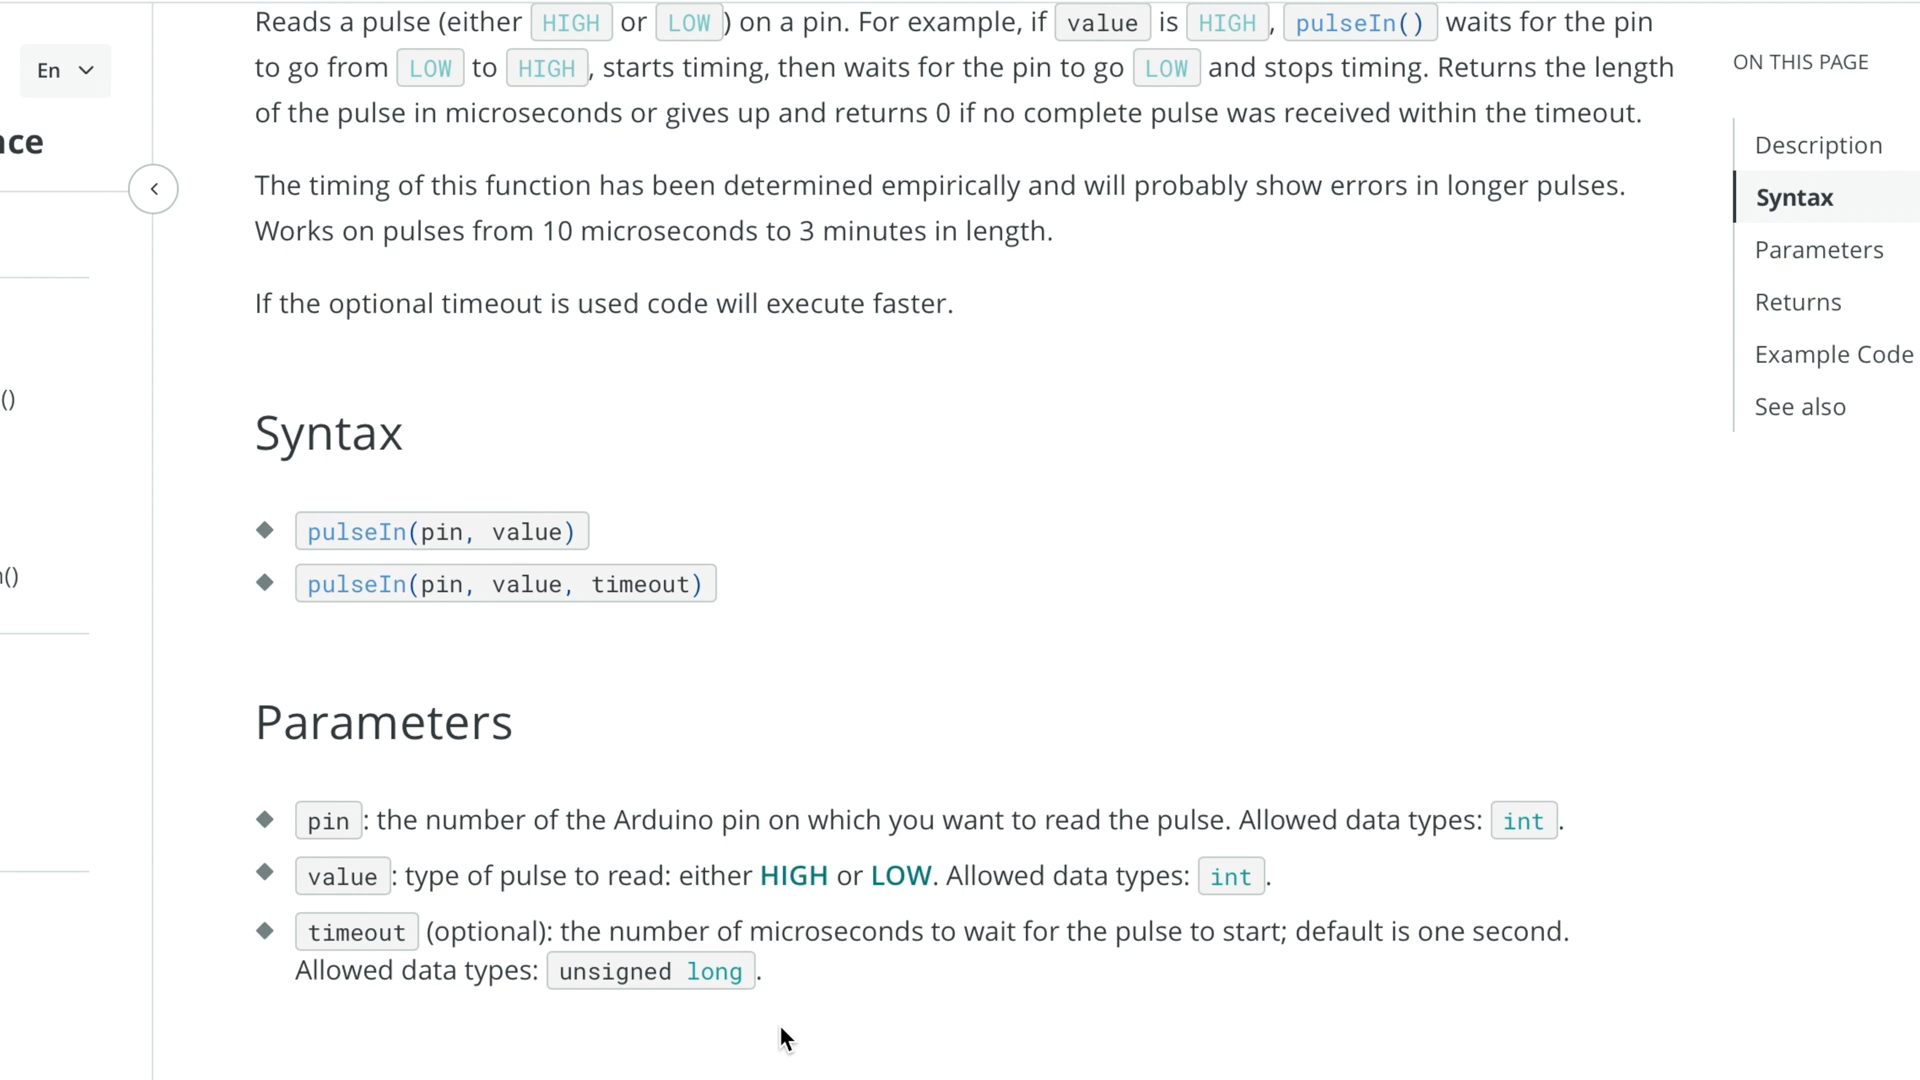 Reads a pulse (either HIGH or LOW) on a pin. For example, if value is HIGH, pulseIn() waits for the pin
to go from LOW to HIGH, starts timing, then waits for the pin to go LOW and stops timing. Returns the length
of the pulse in microseconds or gives up and returns 0 if no complete pulse was received within the timeout.
The timing of this function has been determined empirically and will probably show errors in longer pulses.
Works on pulses from 10 microseconds to 3 minutes in length.
If the optional timeout is used code will execute faster.
Syntax
pulseIn(pin, value)
pulseIn(pin, value, timeout)
Parameters
pin: the number of the Arduino pin on which you want to read the pulse. Allowed data types: int.
value: type of pulse to read: either HIGH or LOW. Allowed data types: int.
timeout (optional): the number of microseconds to wait for the pulse to start; default is one second.
Allowed data types: unsigned long.
En
nce
()
n()
ON THIS PAGE
Description
Syntax
Parameters
Returns
Example Code
See also